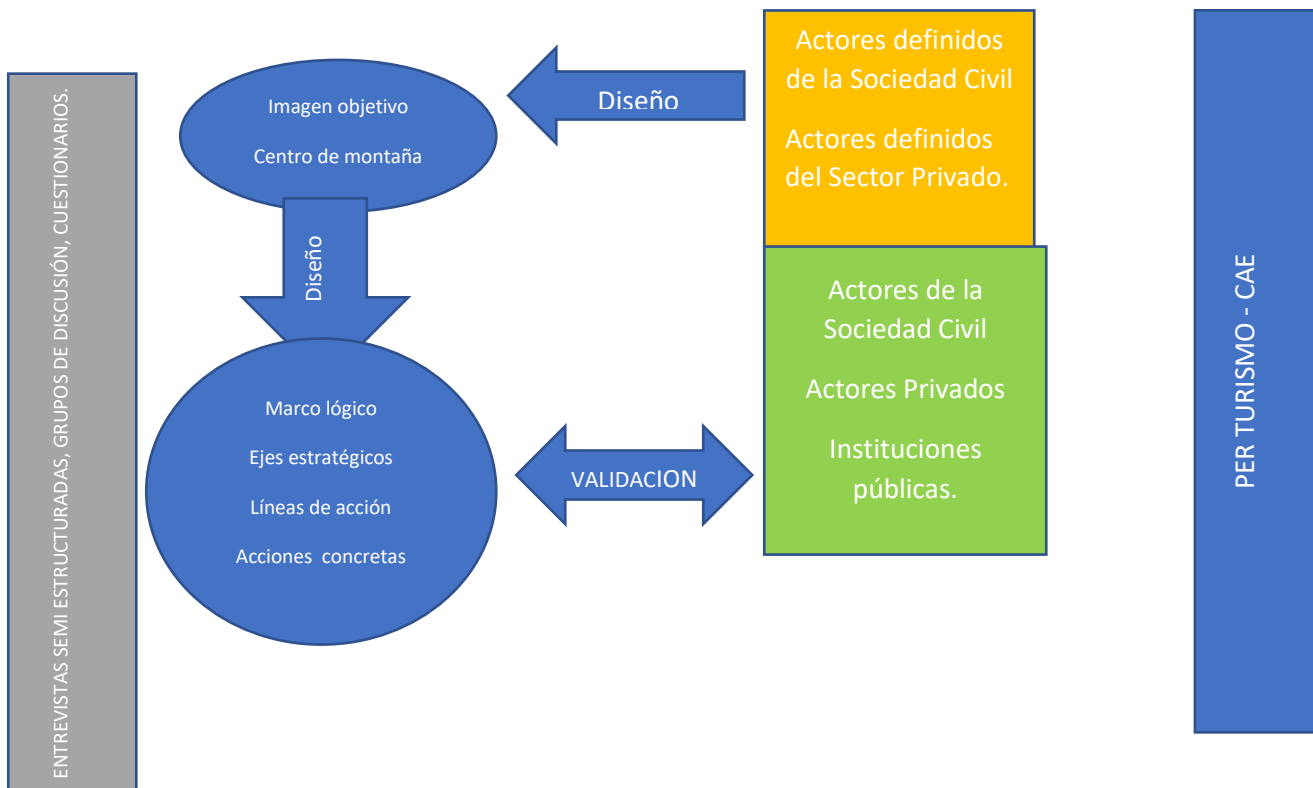 ENTREVISTAS SEMI ESTRUCTURADAS, GRUPOS DE DISCUSIÓN, CUESTIONARIOS.
Imagen objetivo
Centro de montaña
Diseño
Actores definidos
de la Sociedad Civil
Actores definidos
del Sector Privado.
Diseño
Marco lógico
Ejes estratégicos
Líneas de acción
Acciones concretas
VALIDACION
Actores de la
Sociedad Civil
Actores Privados
Instituciones
públicas.
PER TURISMO - CAE